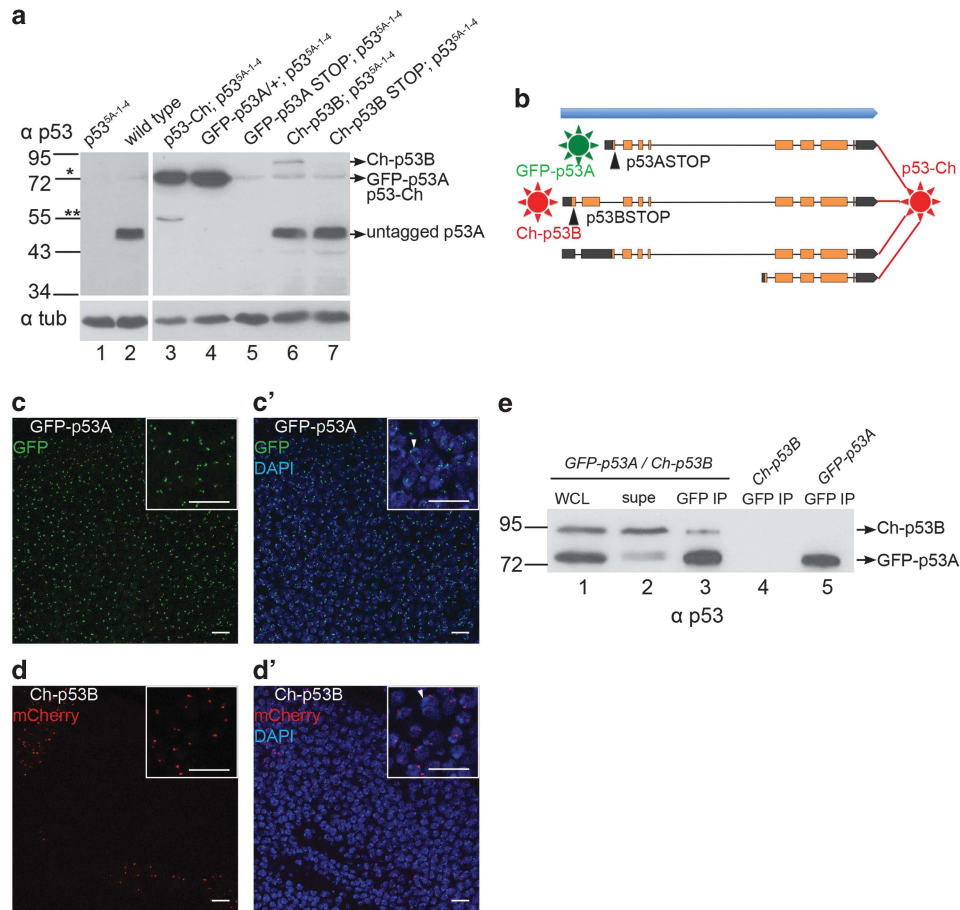 a
p53^5A-1-4
wild type
p53-Ch; p53^5A-1-4
GFP-p53A/+; p53^5A-1-4
GFP-p53A STOP; p53^5A-1-4
Ch-p53B; p53^5A-1-4
Ch-p53B STOP; p53^5A-1-4
α p53
95
*
72
**
55
43
34
Ch-p53B
GFP-p53A
p53-Ch
untagged p53A
α tub
1 2 3 4 5 6 7
b
GFP-p53A
p53ASTOP
p53-Ch
Ch-p53B
p53BSTOP
c
GFP-p53A
GFP
c'
GFP-p53A
GFP
DAPI
d
Ch-p53B
mCherry
d'
Ch-p53B
mCherry
DAPI
e
GFP-p53A / Ch-p53B
Ch-p53B
GFP-p53A
WCL supe GFP IP GFP IP GFP IP
95
72
Ch-p53B
GFP-p53A
1 2 3 4 5
α p53